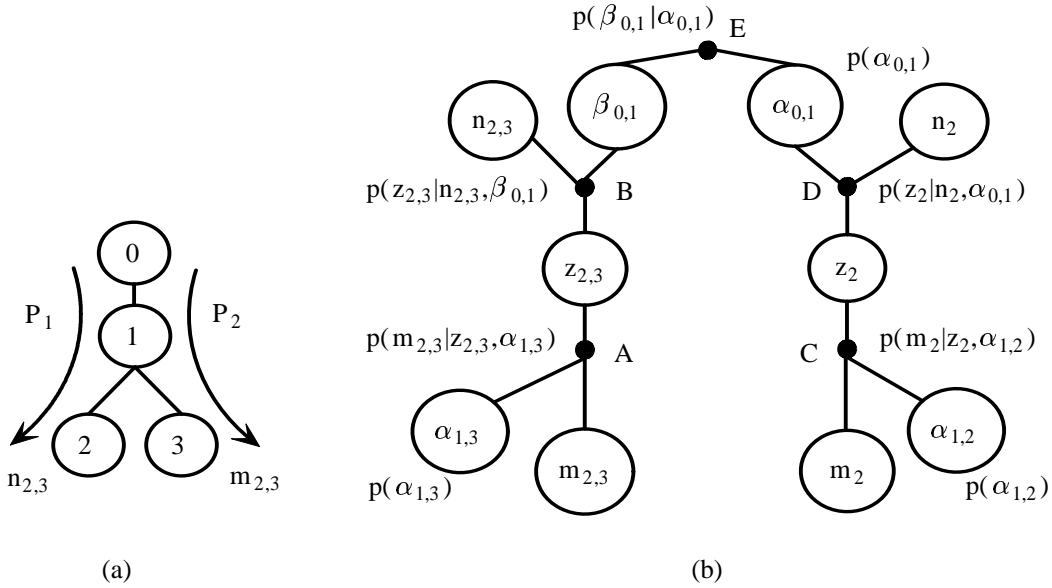 p(β0,1|α0,1)
E
p(α0,1)
n2,3
β0,1
α0,1
n2
p(z2,3|n2,3,β0,1)
B
D
p(z2|n2,α0,1)
0
z2,3
z2
P1
P2
1
p(m2,3|z2,3,α1,3)
A
C
p(m2|z2,α1,2)
2
3
α1,3
α1,2
n2,3
m2,3
p(α1,3)
m2,3
m2
p(α1,2)
(a)
(b)